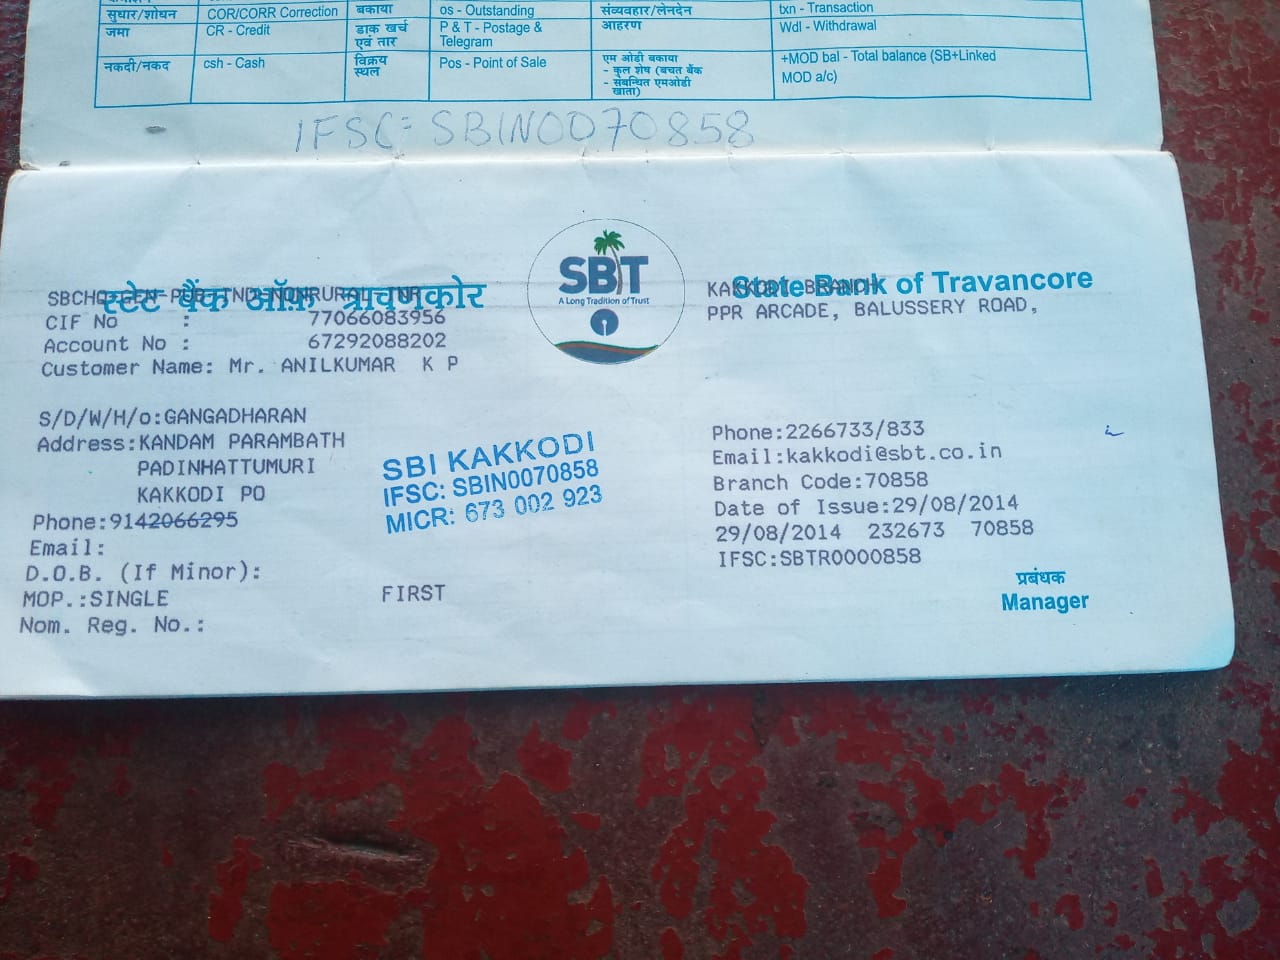 सुधार/शोधन COR/CORR Correction बकाया os - Outstanding संव्यवहार/लेनदेन txn - Transaction
जमा CR - Credit डाक खर्च एवं तार P & T - Postage & Telegram आहरण Wdl - Withdrawal
नकदी/नकद csh - Cash विक्रय स्थल Pos - Point of Sale एम ओडी बकाया - कुल शेष (बचत बैंक - संबन्धित एमओडी खाता) +MOD bal - Total balance (SB+Linked MOD a/c)
IFSC: SBIN0070858
SBT
A Long Tradition of Trust
स्टेट बैंक ऑफ़ त्रावणकोर
State Bank of Travancore
SBCHQ-GEN-PUB IND-NONRURAL INR
CIF No : 77066083956
Account No : 67292088202
Customer Name: Mr. ANILKUMAR K P
S/D/W/H/o:GANGADHARAN
Address:KANDAM PARAMBATH
PADINHATTUMURI
KAKKODI PO
Phone:9142066295
Email:
D.O.B. (If Minor):
MOP.:SINGLE FIRST
Nom. Reg. No.:
SBI KAKKODI
IFSC: SBIN0070858
MICR: 673 002 923
KAKKODI BRANCH
PPR ARCADE, BALUSSERY ROAD,
Phone:2266733/833
Email:kakkodi@sbt.co.in
Branch Code:70858
Date of Issue:29/08/2014
29/08/2014 232673 70858
IFSC:SBTR0000858
प्रबंधक
Manager